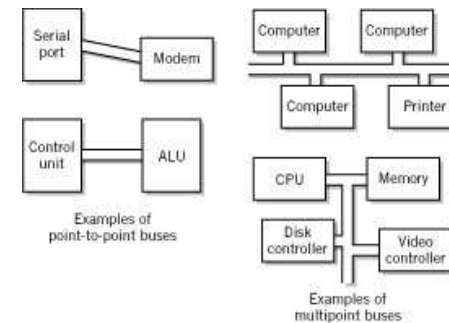 Serial
port
Modem
Control
unit
ALU
Examples of
point-to-point buses
Computer
Computer
Computer
Printer
CPU
Memory
Disk
controller
Video
controller
Examples of
multipoint buses